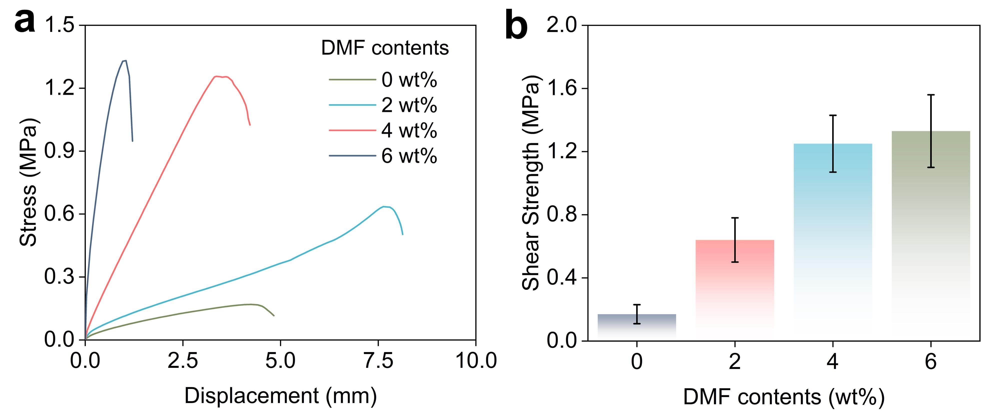 a
Stress (MPa)
1.5
1.2
0.9
0.6
0.3
0.0
0.0 2.5 5.0 7.5 10.0
Displacement (mm)
DMF contents
0 wt%
2 wt%
4 wt%
6 wt%
b
Shear Strength (MPa)
2.0
1.6
1.2
0.8
0.4
0.0
0 2 4 6
DMF contents (wt%)